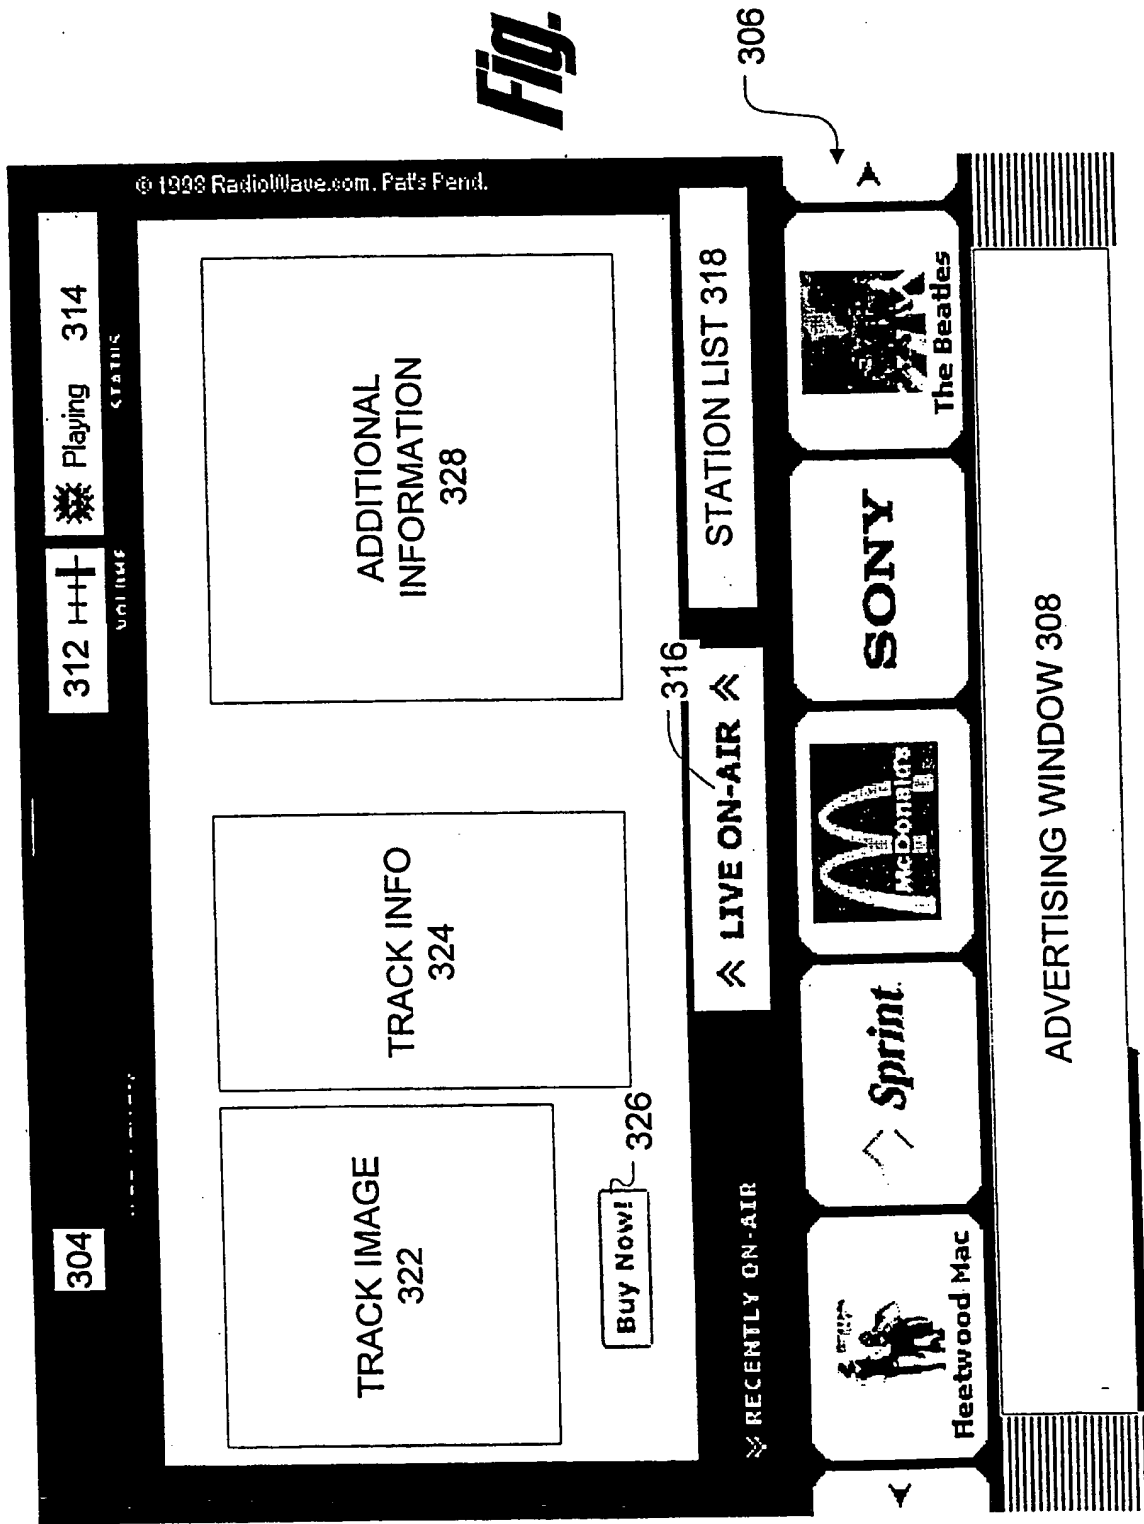 304
312
Playing 314
VOLUME
STATUS
© 1998 RadioWave.com. Pat's Pend.
TRACK IMAGE
322
TRACK INFO
324
ADDITIONAL
INFORMATION
328
Buy Now!
326
316
RECENTLY ON-AIR
LIVE ON-AIR
STATION LIST 318
Fleetwood Mac
Sprint
McDonald's
SONY
The Beatles
306
ADVERTISING WINDOW 308
Fig.